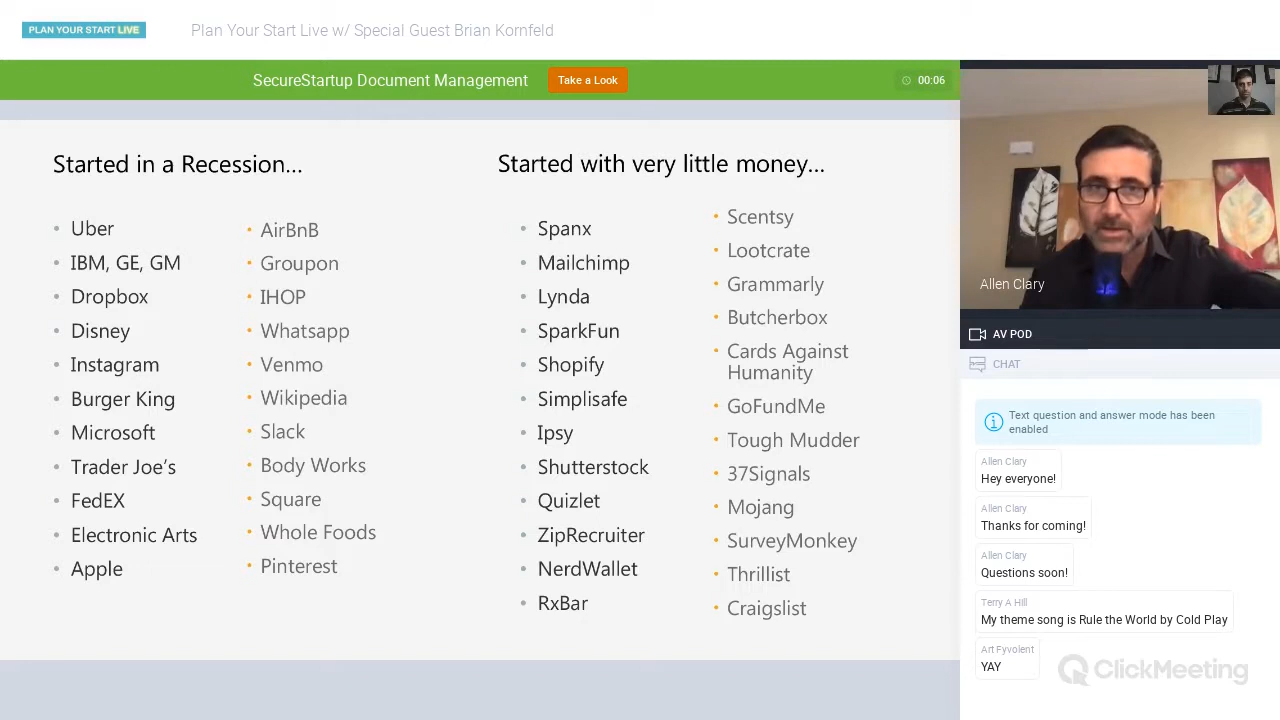 PLAN YOUR START LIVE
Plan Your Start Live w/ Special Guest Brian Kornfeld
SecureStartup Document Management
Take a Look
00:06
Started in a Recession...
Uber
IBM, GE, GM
Dropbox
Disney
Instagram
Burger King
Microsoft
Trader Joe's
FedEX
Electronic Arts
Apple
AirBnB
Groupon
IHOP
Whatsapp
Venmo
Wikipedia
Slack
Body Works
Square
Whole Foods
Pinterest
Started with very little money...
Spanx
Mailchimp
Lynda
SparkFun
Shopify
Simplisafe
Ipsy
Shutterstock
Quizlet
ZipRecruiter
NerdWallet
RxBar
Scentsy
Lootcrate
Grammarly
Butcherbox
Cards Against
Humanity
GoFundMe
Tough Mudder
37Signals
Mojang
SurveyMonkey
Thrillist
Craigslist
Allen Clary
AV POD
CHAT
Text question and answer mode has been
enabled
Allen Clary
Hey everyone!
Allen Clary
Thanks for coming!
Allen Clary
Questions soon!
Terry A Hill
My theme song is Rule the World by Cold Play
Art Fyvolent
YAY
ClickMeeting